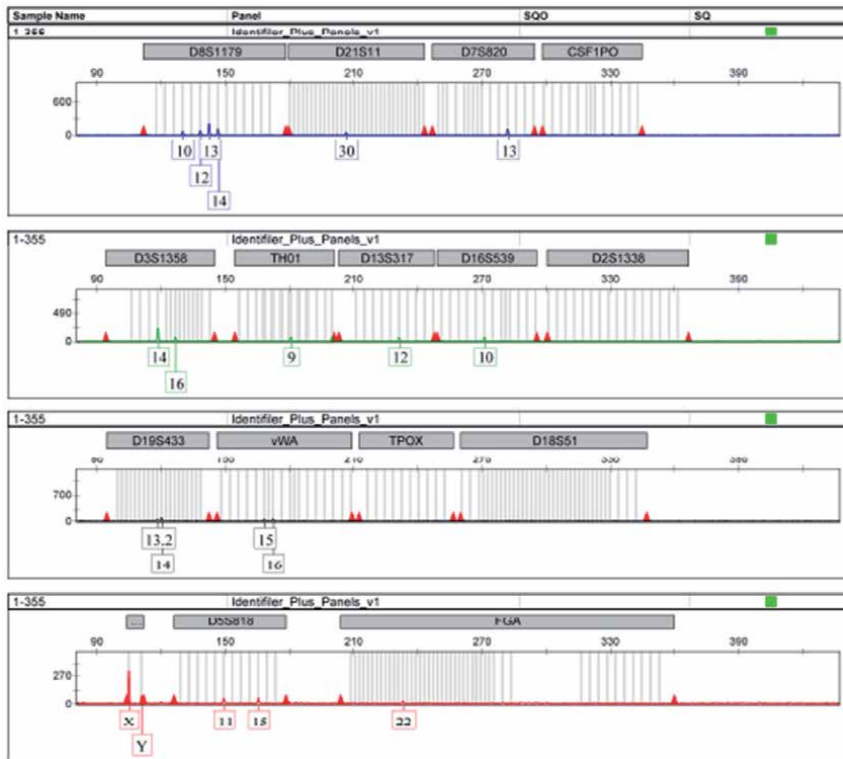 Sample Name Panel SQO SQ
1-355 Identifiler_Plus_Panels_v1
D8S1179 D21S11 D7S820 CSF1PO
90 150 210 270 330 390
600
0
10 13 30 13
12
14
1-355 Identifiler_Plus_Panels_v1
D3S1358 TH01 D13S317 D16S539 D2S1338
90 150 210 270 330 390
490
0
14 9 12 10
16
1-355 Identifiler_Plus_Panels_v1
D19S433 vWA TPOX D18S51
90 150 210 270 330 390
700
0
13.2 15
14 16
1-355 Identifiler_Plus_Panels_v1
... D5S818 FGA
90 150 210 270 330 390
270
0
X 11 15 22
Y